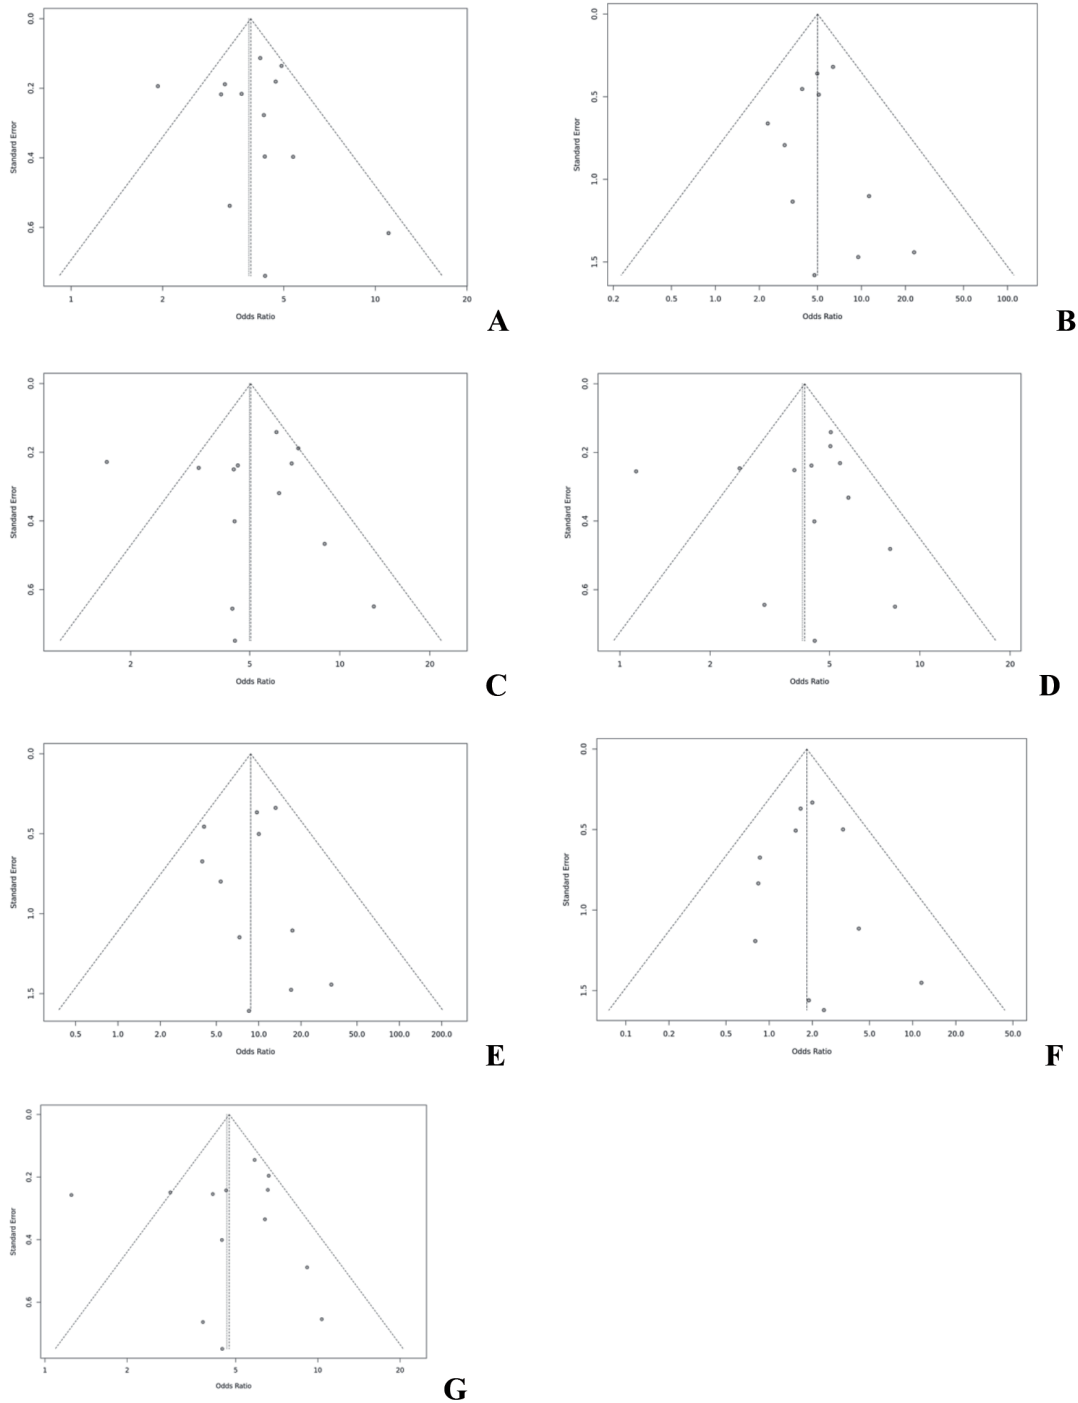 0.0
0.2
0.4
0.6
Standard Error
1 2 5 10 20
Odds Ratio
A
0.0
0.5
1.0
1.5
Standard Error
0.2 0.5 1.0 2.0 5.0 10.0 20.0 50.0 100.0
Odds Ratio
B
0.0
0.2
0.4
0.6
Standard Error
2 5 10 20
Odds Ratio
C
0.0
0.2
0.4
0.6
Standard Error
1 2 5 10 20
Odds Ratio
D
0.0
0.5
1.0
1.5
Standard Error
0.5 1.0 2.0 5.0 10.0 20.0 50.0 100.0 200.0
Odds Ratio
E
0.0
0.5
1.0
1.5
Standard Error
0.1 0.2 0.5 1.0 2.0 5.0 10.0 20.0 50.0
Odds Ratio
F
0.0
0.2
0.4
0.6
Standard Error
1 2 5 10 20
Odds Ratio
G